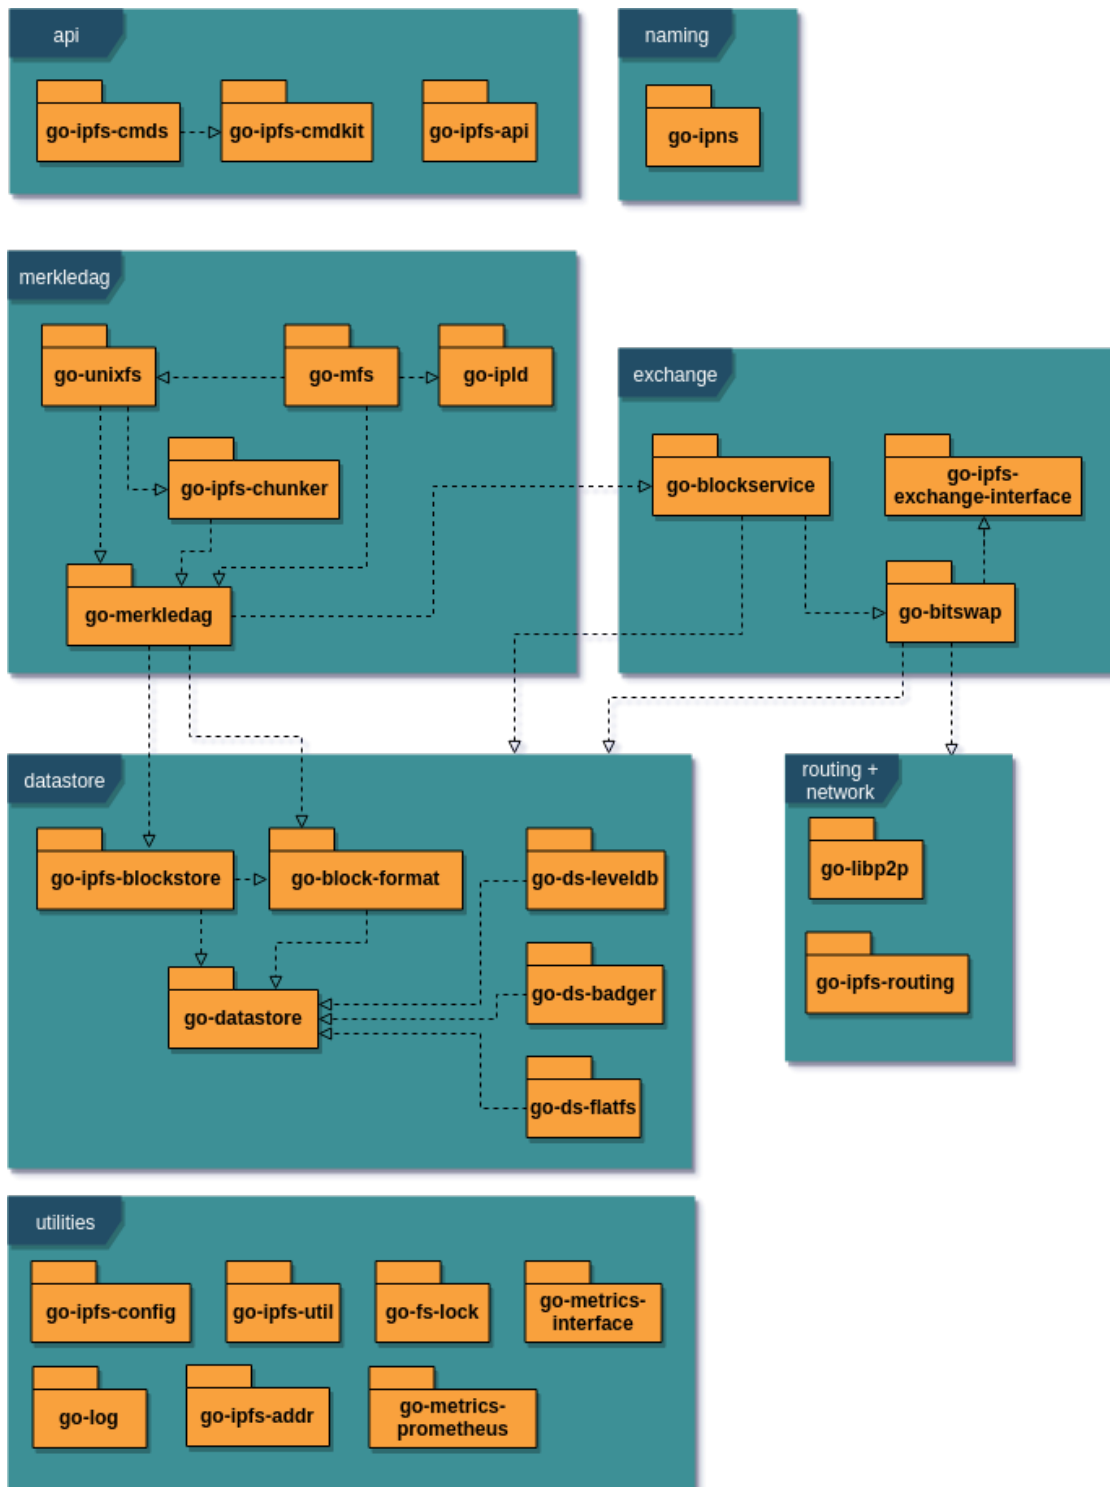 api
go-ipfs-cmds
go-ipfs-cmdkit
go-ipfs-api
naming
go-ipns
merkledag
go-unixfs
go-mfs
go-ipld
go-ipfs-chunker
go-merkledag
exchange
go-blockservice
go-ipfs-
exchange-interface
go-bitswap
datastore
go-ipfs-blockstore
go-block-format
go-ds-leveldb
go-datastore
go-ds-badger
go-ds-flatfs
routing +
network
go-libp2p
go-ipfs-routing
utilities
go-ipfs-config
go-ipfs-util
go-fs-lock
go-metrics-
interface
go-log
go-ipfs-addr
go-metrics-
prometheus